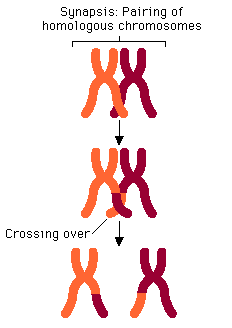 Synapsis: Pairing of
homologous chromosomes
Crossing over